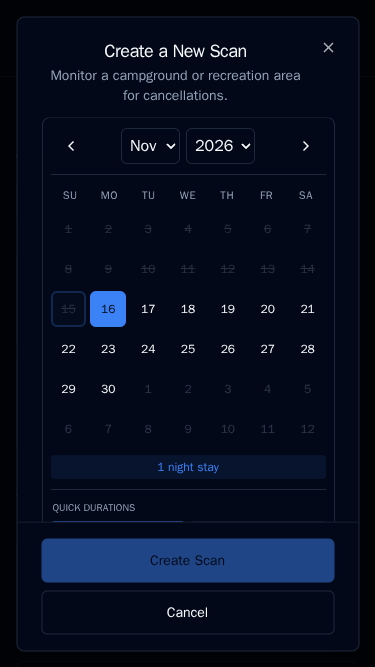 Create a New Scan
Monitor a campground or recreation area
for cancellations.
Nov 2026
SU MO TU WE TH FR SA
1 2 3 4 5 6 7
8 9 10 11 12 13 14
15 16 17 18 19 20 21
22 23 24 25 26 27 28
29 30 1 2 3 4 5
6 7 8 9 10 11 12
1 night stay
QUICK DURATIONS
Create Scan
Cancel